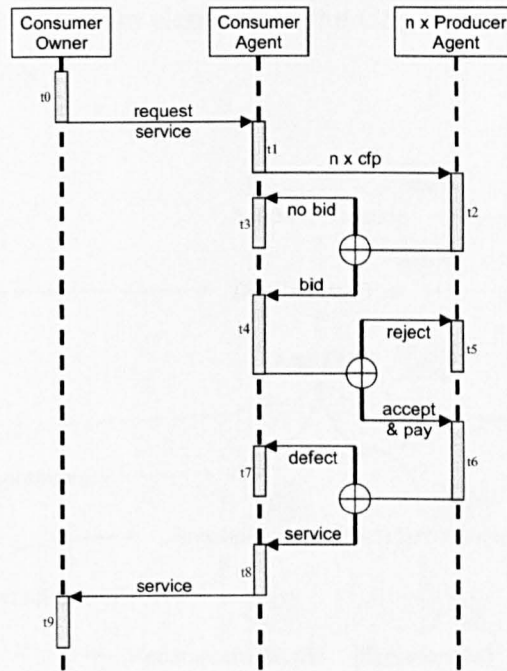 Consumer
Owner
Consumer
Agent
n x Producer
Agent
t0
request
service
t1
n x cfp
t2
no bid
t3
bid
t4
reject
t5
accept
& pay
t6
defect
t7
service
t8
service
t9